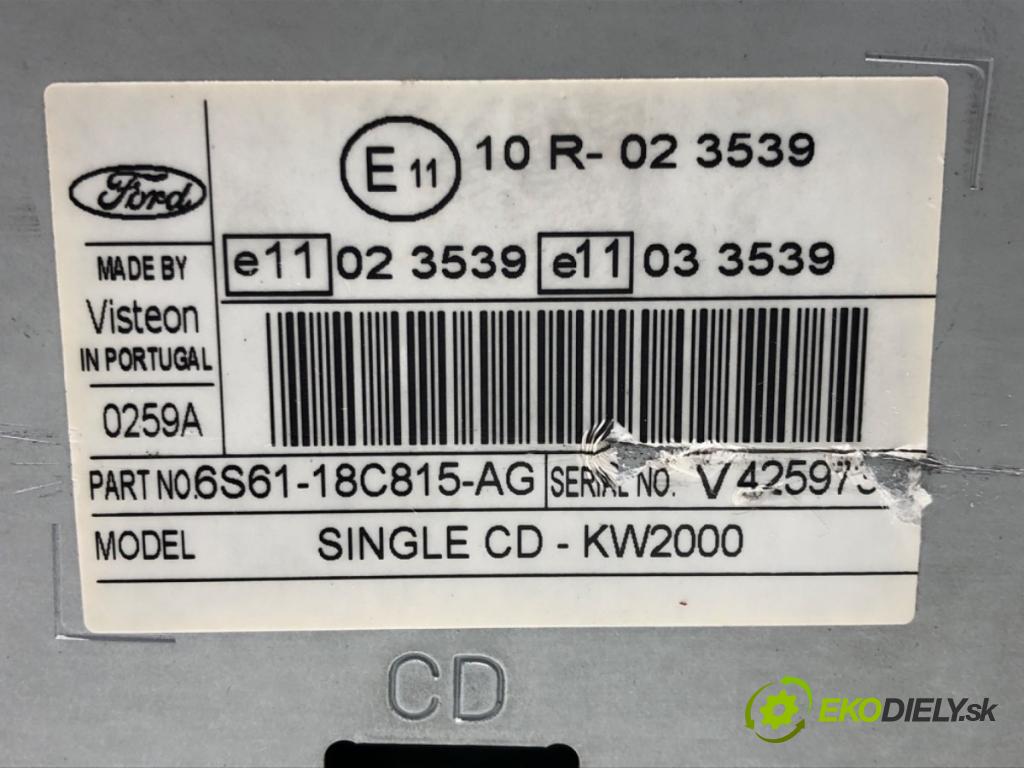 Ford
E 11 10 R- 02 3539
e11 02 3539 e11 03 3539
MADE BY
Visteon
IN PORTUGAL
0259A
PART NO. 6S61-18C815-AG SERIAL NO.
MODEL SINGLE CD - KW2000
CD
EKODIELY.sk